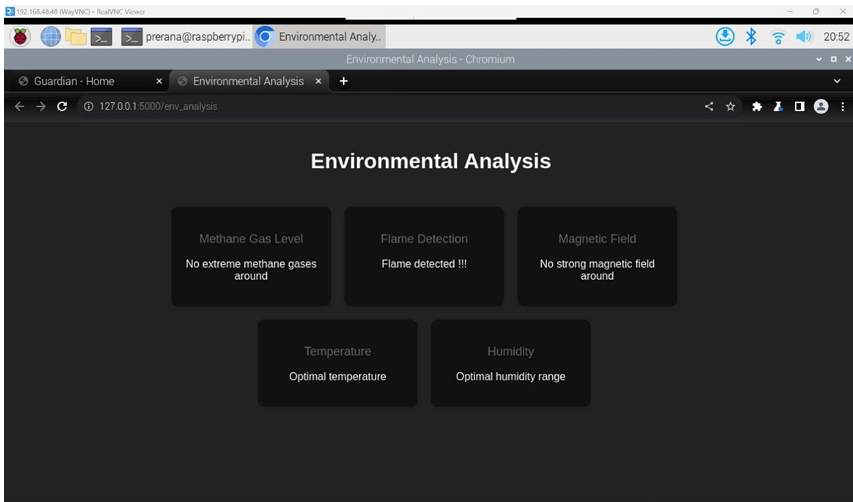 192.168.48.48 (WayVNC) - RealVNC Viewer
prerana@raspberrypi..
Environmental Analy..
20:52
Environmental Analysis - Chromium
Guardian - Home
Environmental Analysis
127.0.0.1:5000/env_analysis
Environmental Analysis
Methane Gas Level
No extreme methane gases
around
Flame Detection
Flame detected !!!
Magnetic Field
No strong magnetic field
around
Temperature
Optimal temperature
Humidity
Optimal humidity range